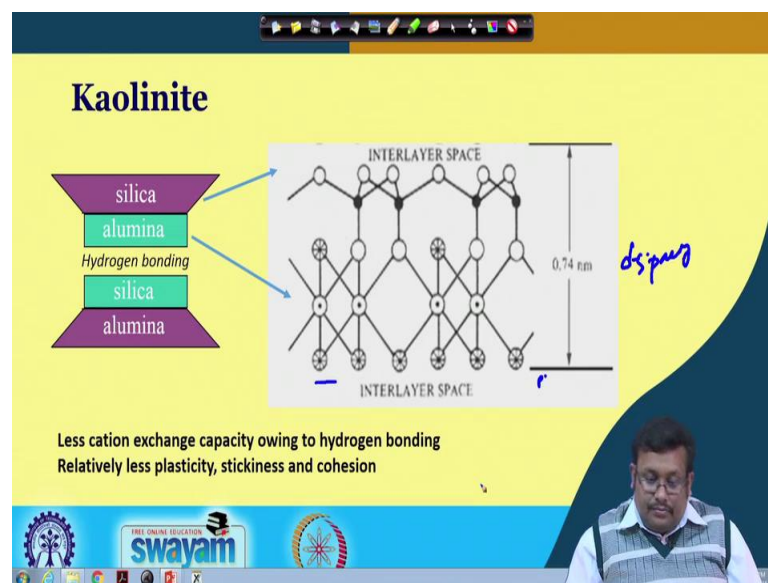 Kaolinite
silica
alumina
Hydrogen bonding
silica
alumina
INTERLAYER SPACE
0.74 nm
INTERLAYER SPACE
Less cation exchange capacity owing to hydrogen bonding
Relatively less plasticity, stickiness and cohesion
FREE ONLINE EDUCATION
swayam